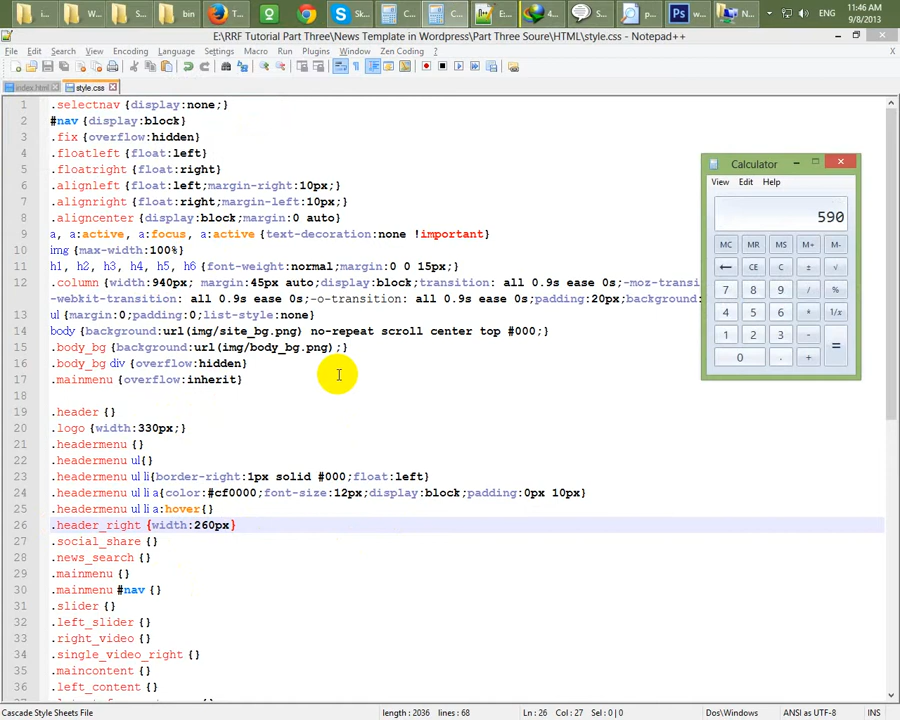 i...
W...
S...
bin
T...
Sk...
C...
C...
E...
4...
C...
p...
w...
N...
ENG
11:46 AM
9/8/2013
E:\RRF Tutorial Part Three\News Template in Wordpress\Part Three Soure\HTML\style.css - Notepad++
File Edit Search View Encoding Language Settings Macro Run Plugins Window Zen Coding ?
index.html
style.css
1 .selectnav {display:none;}
2 #nav {display:block}
3 .fix {overflow:hidden}
4 .floatleft {float:left}
5 .floatright {float:right}
6 .alignleft {float:left;margin-right:10px;}
7 .alignright {float:right;margin-left:10px;}
8 .aligncenter {display:block;margin:0 auto}
9 a, a:active, a:focus, a:active {text-decoration:none !important}
10 img {max-width:100%}
11 h1, h2, h3, h4, h5, h6 {font-weight:normal;margin:0 0 15px;}
12 .column {width:940px; margin:45px auto;display:block;transition: all 0.9s ease 0s;-moz-trans
-webkit-transition: all 0.9s ease 0s;-o-transition: all 0.9s ease 0s;padding:20px;background:
13 ul {margin:0;padding:0;list-style:none}
14 body {background:url(img/site_bg.png) no-repeat scroll center top #000;}
15 .body_bg {background:url(img/body_bg.png);}
16 .body_bg div {overflow:hidden}
17 .mainmenu {overflow:inherit}
18
19 .header {}
20 .logo {width:330px;}
21 .headermenu {}
22 .headermenu ul{}
23 .headermenu ul li{border-right:1px solid #000;float:left}
24 .headermenu ul li a{color:#cf0000;font-size:12px;display:block;padding:0px 10px}
25 .headermenu ul li a:hover{}
26 .header_right {width:260px}
27 .social_share {}
28 .news_search {}
29 .mainmenu {}
30 .mainmenu #nav {}
31 .slider {}
32 .left_slider {}
33 .right_video {}
34 .single_video_right {}
35 .maincontent {}
36 .left_content {}
Calculator
View Edit Help
590
MC MR MS M+ M-
← CE C ± √
7 8 9 / %
4 5 6 * 1/x
1 2 3 - =
0 . +
Cascade Style Sheets File
length : 2036 lines : 68
Ln : 26 Col : 27 Sel : 0 | 0
Dos\Windows
ANSI as UTF-8
INS